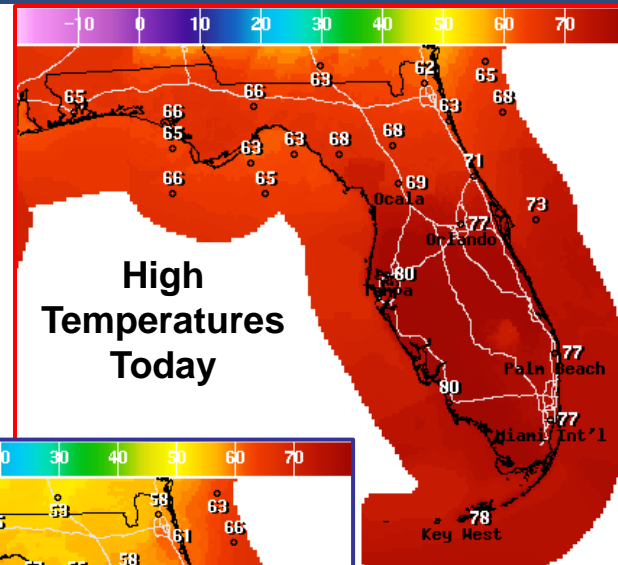 -10 0 10 20 30 40 50 60 70
63 62 65
65 66 66 63 68
65 63 63 68 68
66 65 69 71
Ocala
73
77
Orlando
80
Tampa
High
Temperatures
Today
77
Palm Beach
80
77
Miami Int'l
78
Key West
0 30 40 50 60 70
53 58 63
61 66
58